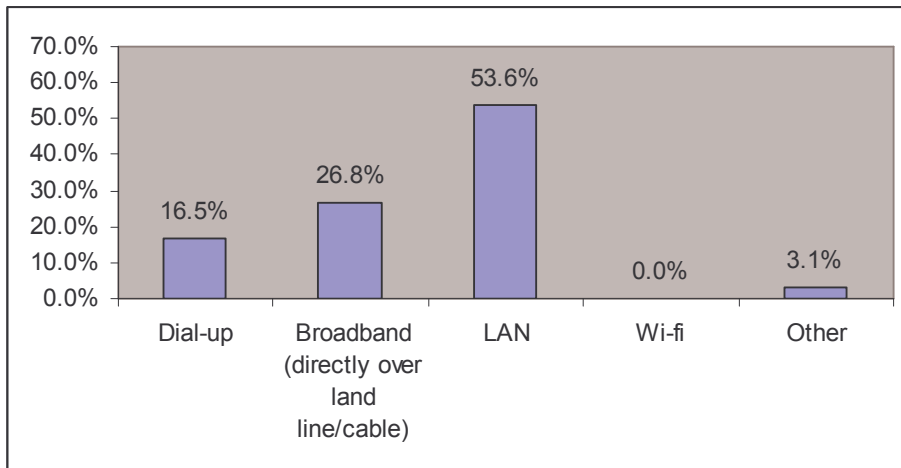 70.0%
60.0%
50.0%
40.0%
30.0%
20.0%
10.0%
0.0%
16.5%
26.8%
53.6%
0.0%
3.1%
Dial-up
Broadband
(directly over
land
line/cable)
LAN
Wi-fi
Other